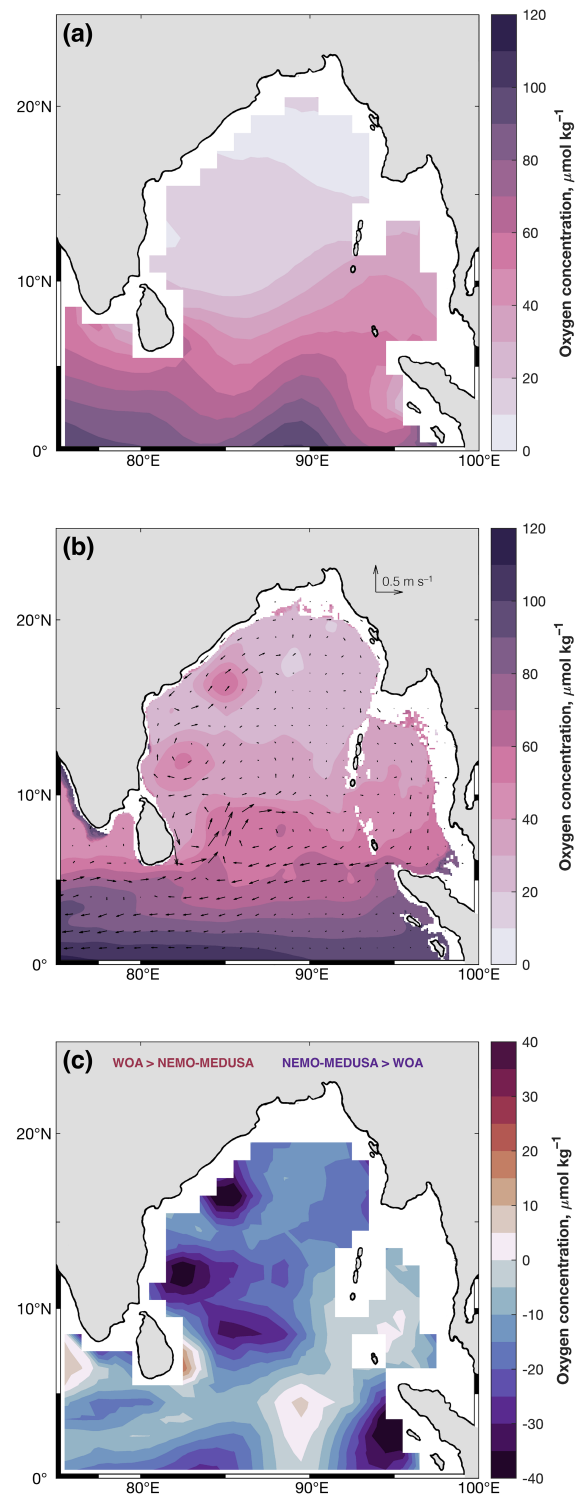 (a)
20°N
10°N
0°
80°E
90°E
100°E
120
100
80
60
40
20
0
Oxygen concentration, μmol kg⁻¹
(b)
0.5 m s⁻¹
20°N
10°N
0°
80°E
90°E
100°E
120
100
80
60
40
20
0
Oxygen concentration, μmol kg⁻¹
(c)
WOA > NEMO-MEDUSA
NEMO-MEDUSA > WOA
20°N
10°N
0°
80°E
90°E
100°E
40
30
20
10
0
-10
-20
-30
-40
Oxygen concentration, μmol kg⁻¹